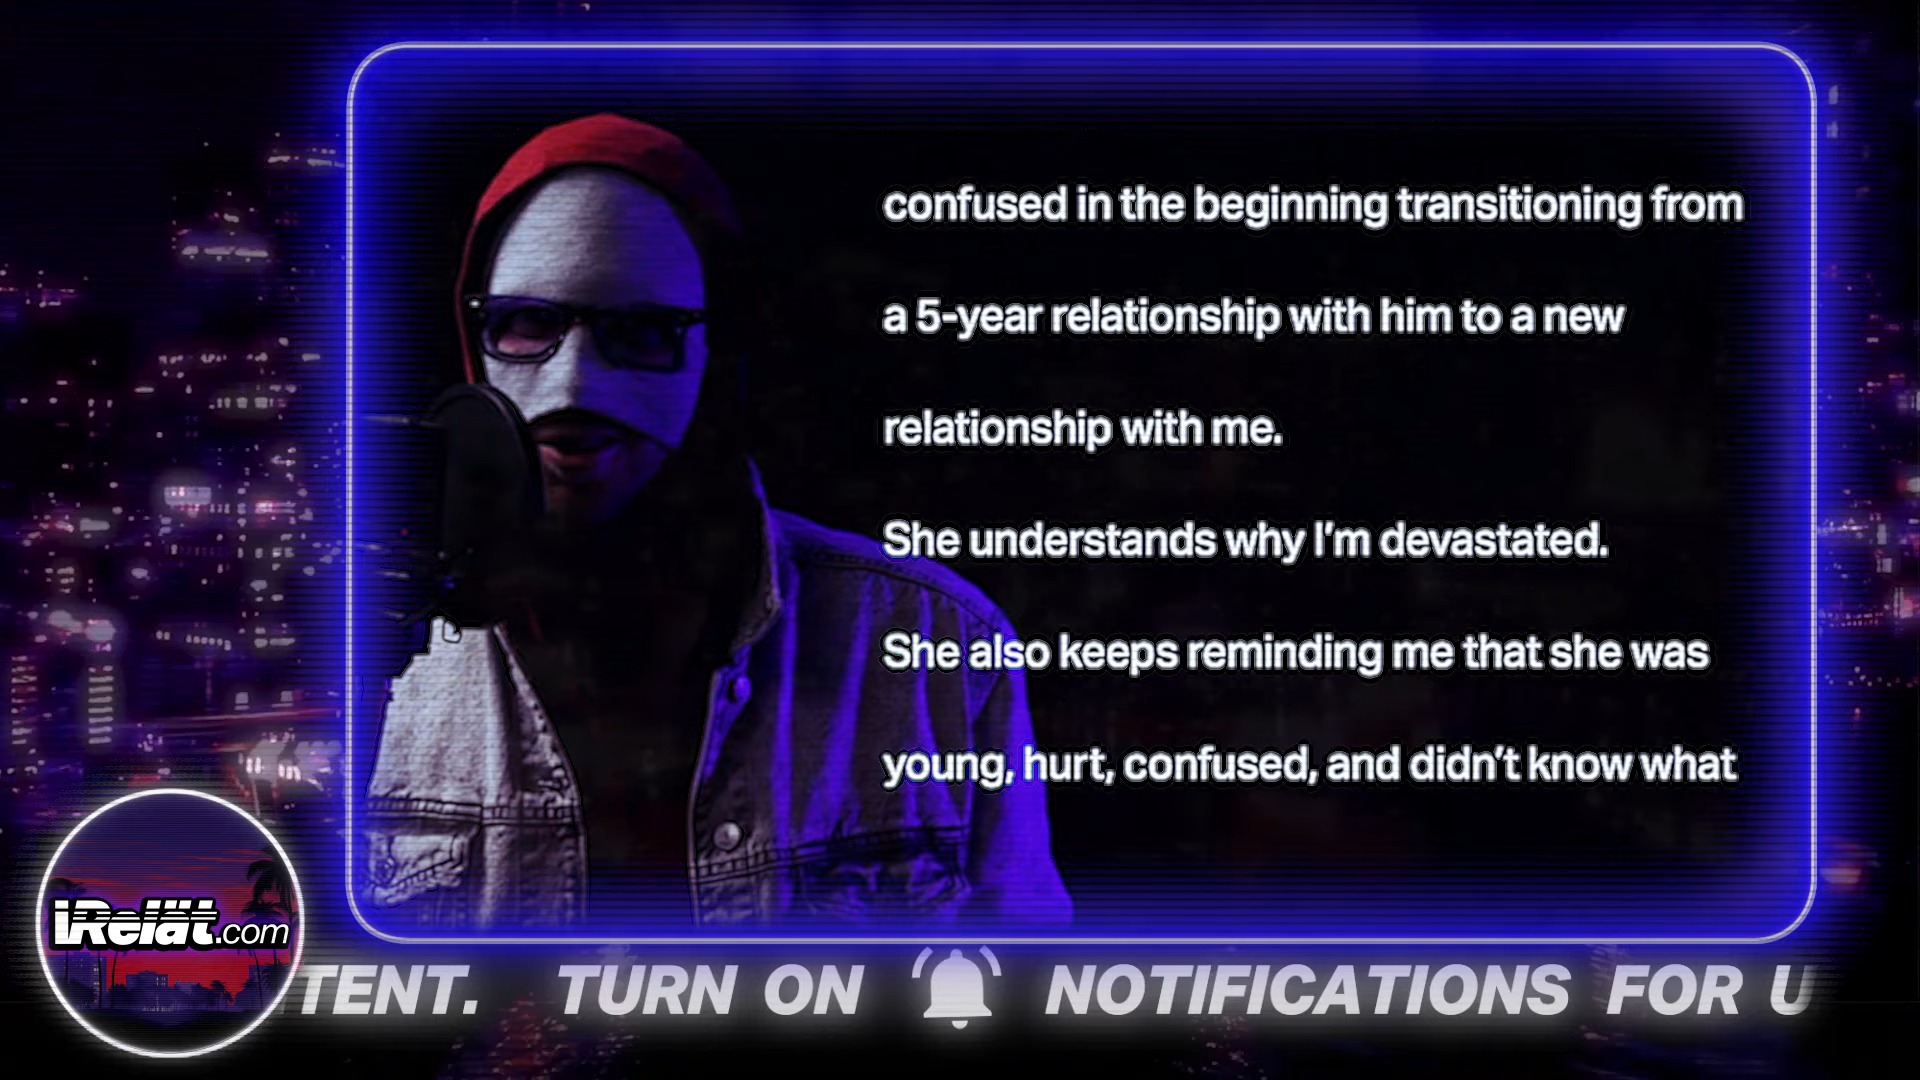 confused in the beginning transitioning from
a 5-year relationship with him to a new
relationship with me.
She understands why I’m devastated.
She also keeps reminding me that she was
young, hurt, confused, and didn’t know what
iRelāt.com
TENT. TURN ON NOTIFICATIONS FOR U